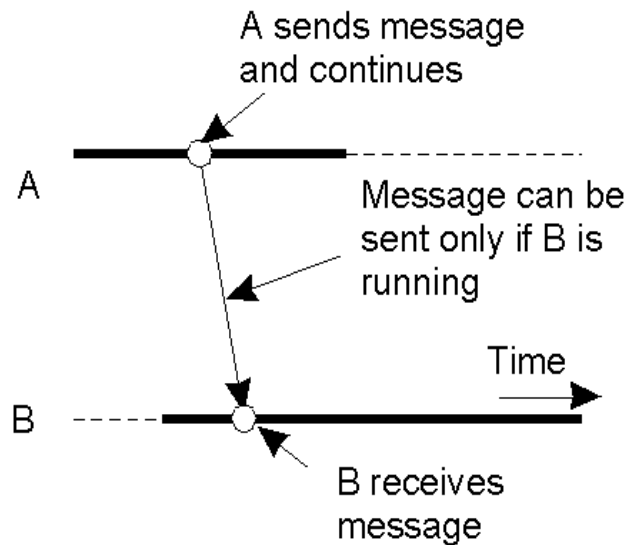 A sends message
and continues
A
Message can be
sent only if B is
running
Time
B
B receives
message